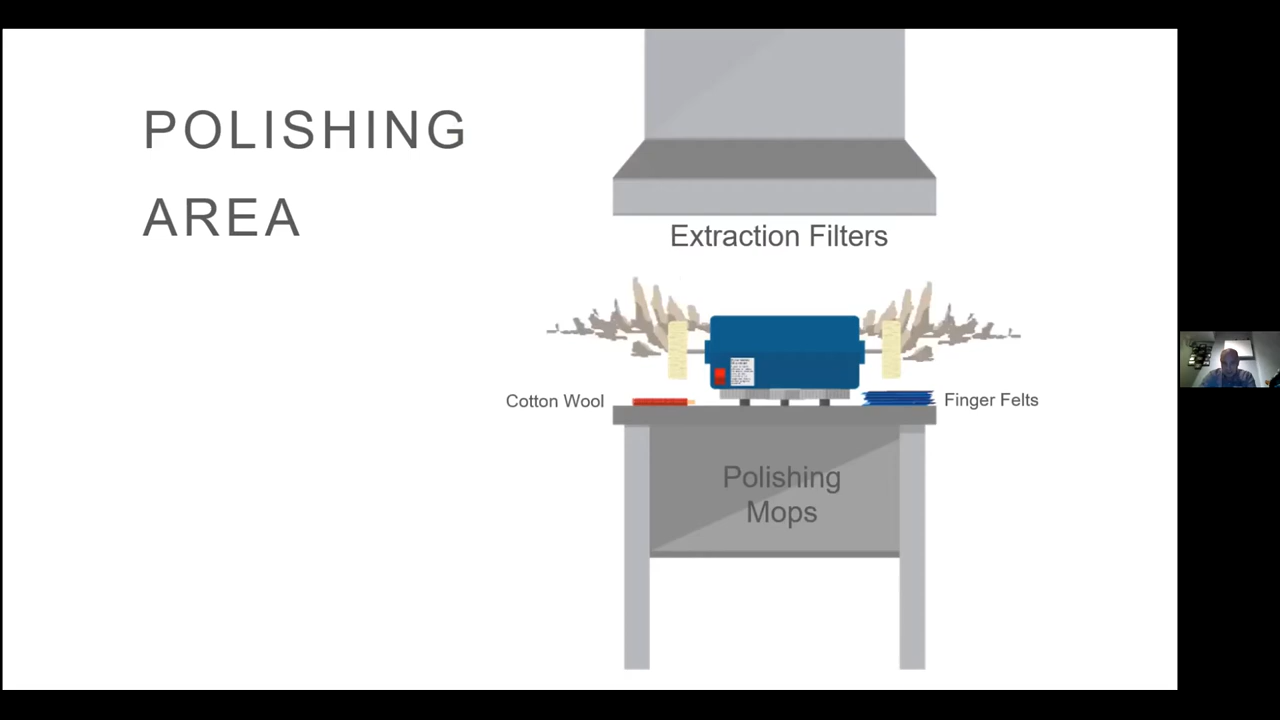 POLISHING
AREA
Extraction Filters
Cotton Wool
Finger Felts
Polishing
Mops